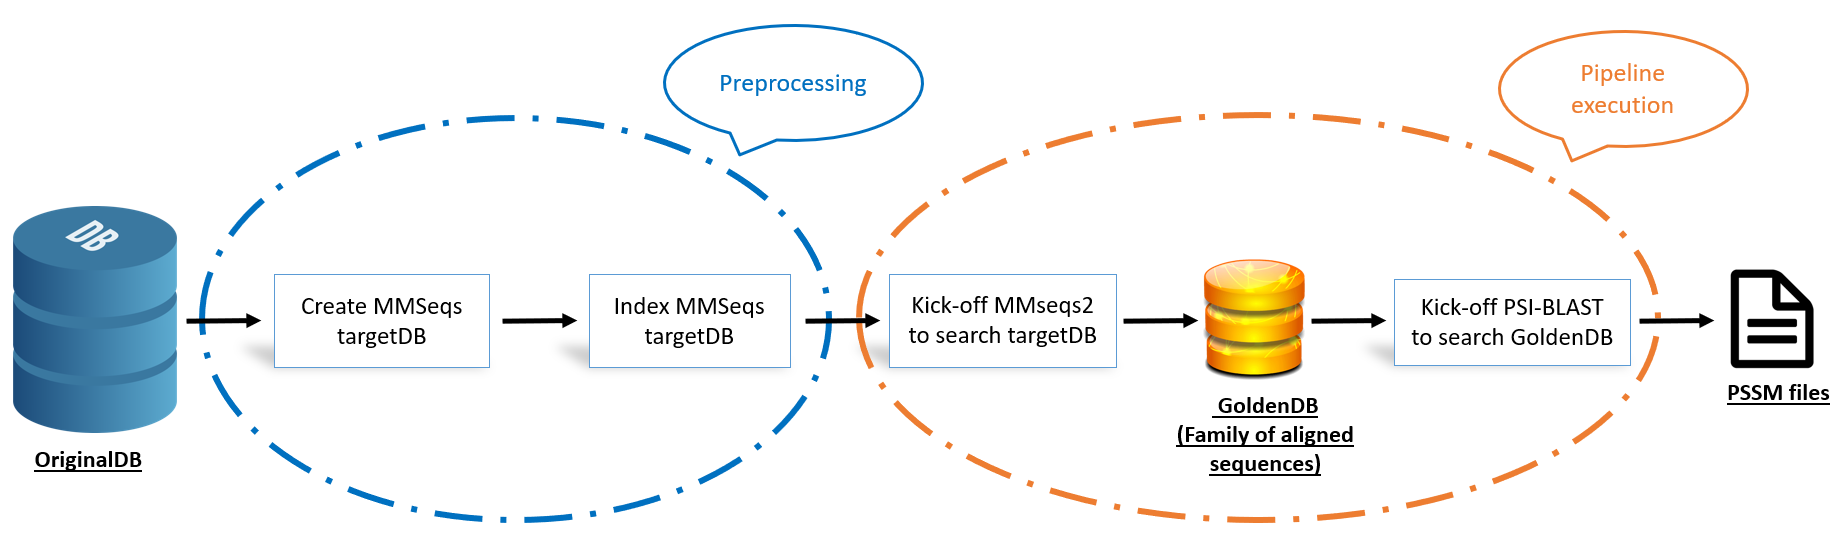 Preprocessing
Pipeline
execution
DB
OriginalDB
Create MMSeqs
targetDB
Index MMSeqs
targetDB
Kick-off MMseqs2
to search targetDB
GoldenDB
(Family of aligned
sequences)
Kick-off PSI-BLAST
to search GoldenDB
PSSM files